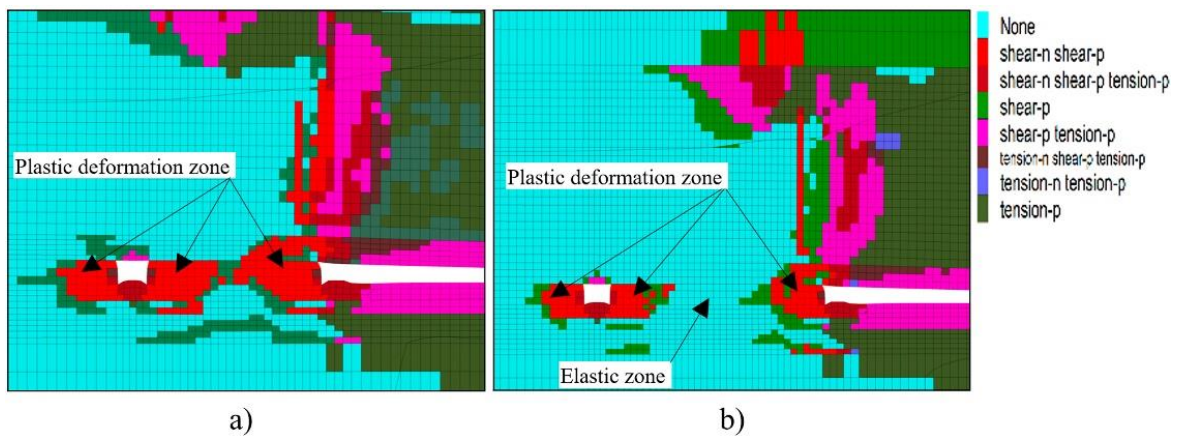 Plastic deformation zone
Plastic deformation zone
Elastic zone
a)
b)
None
shear-n shear-p
shear-n shear-p tension-p
shear-p
shear-p tension-p
tension-n shear-p tension-p
tension-n tension-p
tension-p